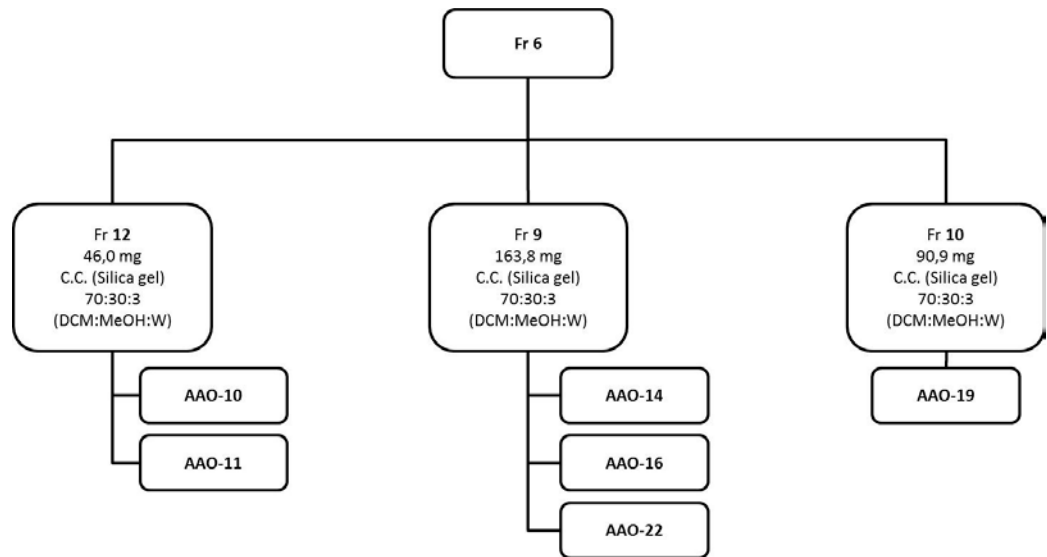 Fr 6
Fr 12
46,0 mg
C.C. (Silica gel)
70:30:3
(DCM:MeOH:W)
AAO-10
AAO-11
Fr 9
163,8 mg
C.C. (Silica gel)
70:30:3
(DCM:MeOH:W)
AAO-14
AAO-16
AAO-22
Fr 10
90,9 mg
C.C. (Silica gel)
70:30:3
(DCM:MeOH:W)
AAO-19